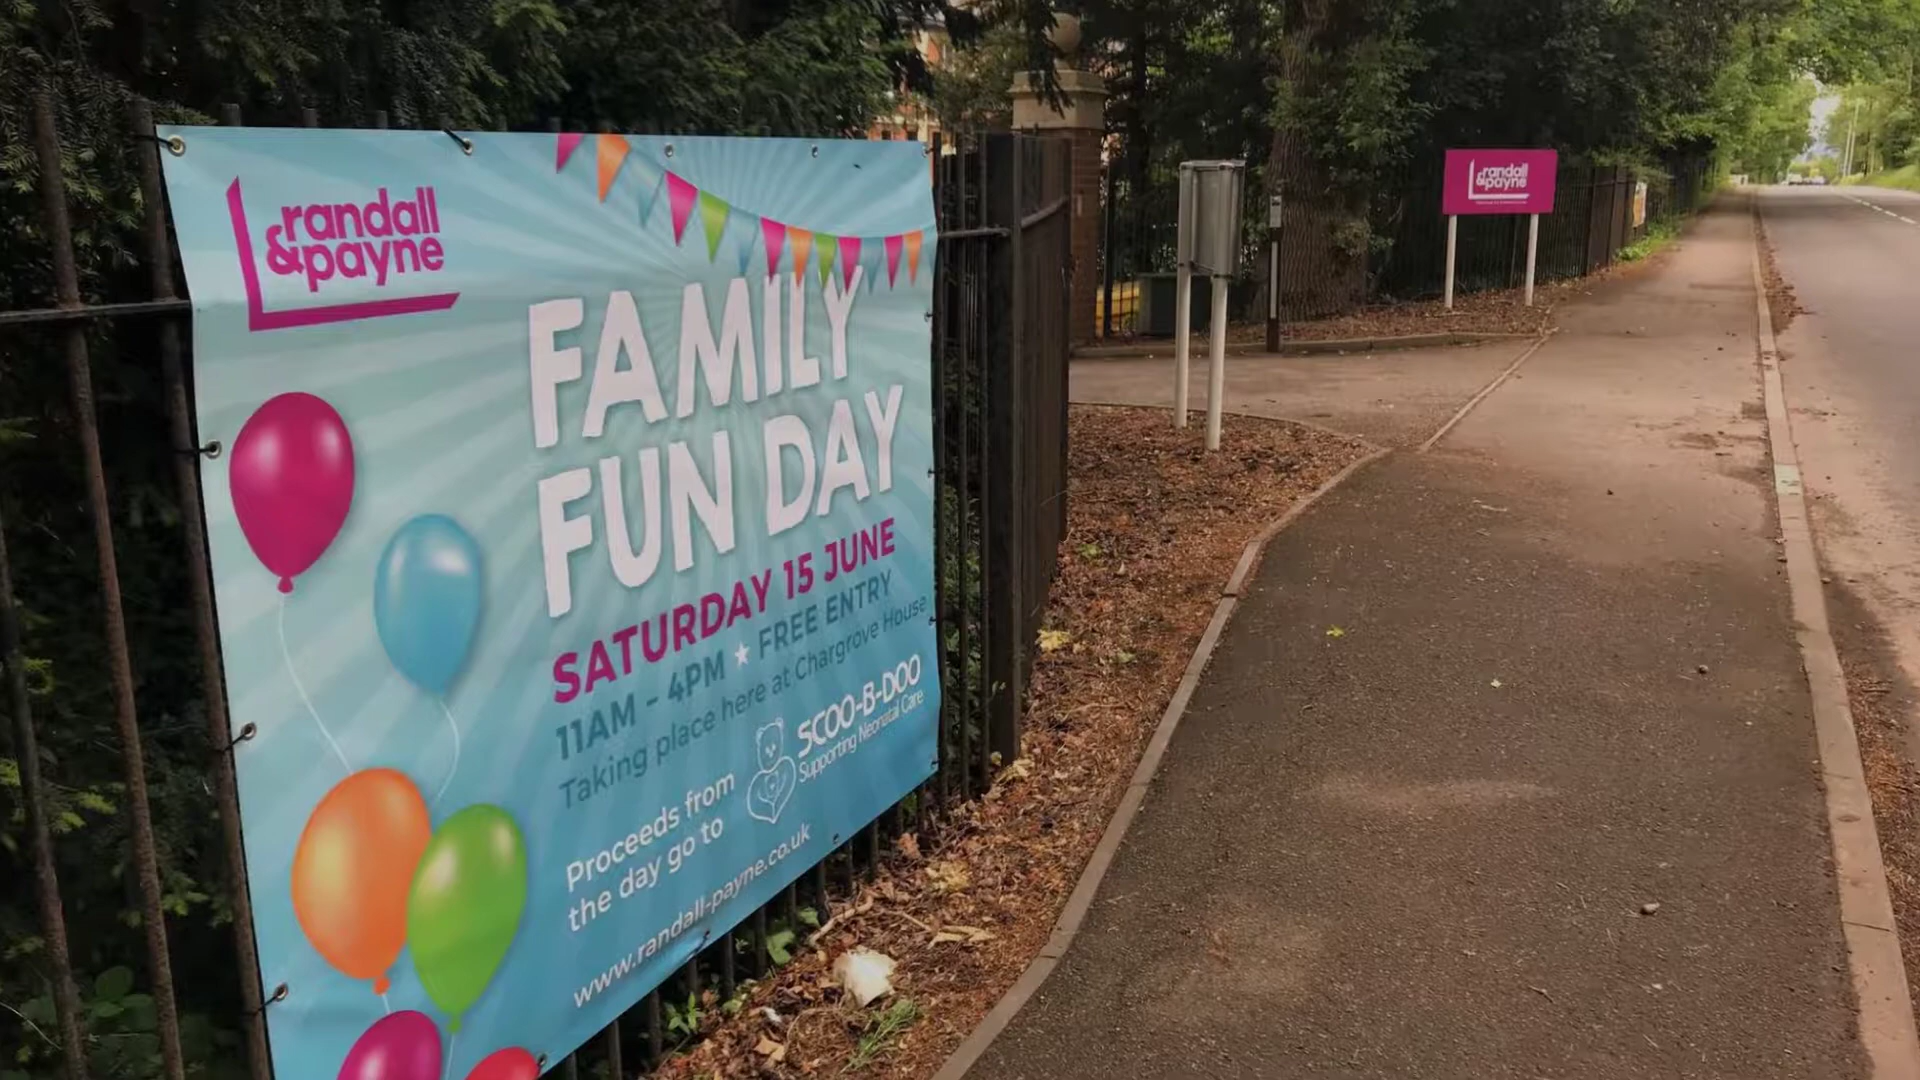 randall
&payne
FAMILY
FUN DAY
SATURDAY 15 JUNE
11AM - 4PM ★ FREE ENTRY
Taking place here at Chargrove House
Proceeds from
the day go to
SCOO-B-DOO
Supporting Neonatal Care
www.randall-payne.co.uk
randall
&payne